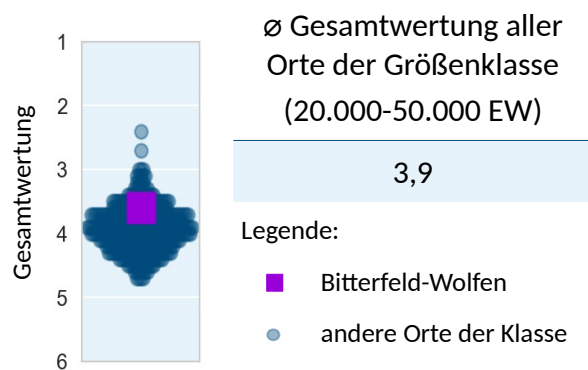 Gesamtwertung
1
2
3
4
5
6
⌀ Gesamtwertung aller
Orte der Größenklasse
(20.000-50.000 EW)
3,9
Legende:
Bitterfeld-Wolfen
andere Orte der Klasse